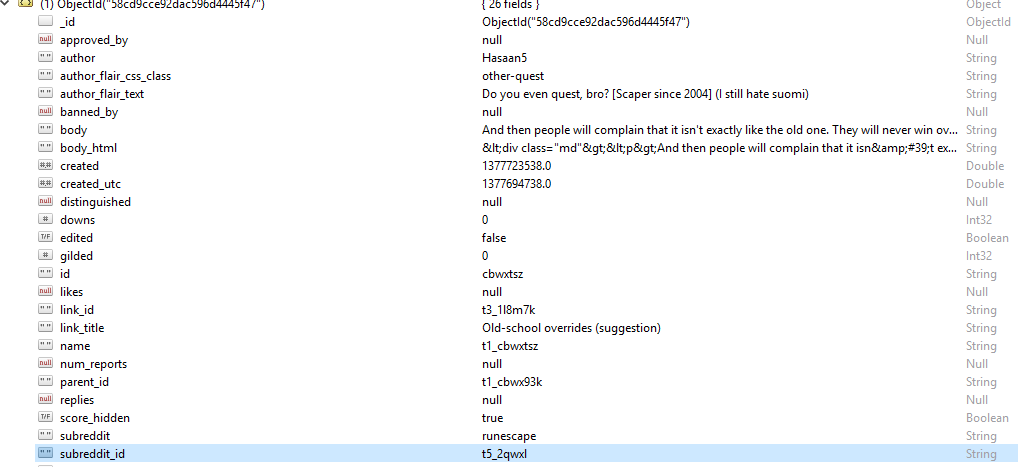 (1) ObjectId("58cd9cce92dac596d4445f47") { 26 fields } Object
_id ObjectId("58cd9cce92dac596d4445f47") ObjectId
null approved_by null Null
" " author Hasaan5 String
" " author_flair_css_class other-quest String
" " author_flair_text Do you even quest, bro? [Scaper since 2004] (I still hate suomi) String
null banned_by null Null
" " body And then people will complain that it isn't exactly like the old one. They will never win ov... String
" " body_html &lt;div class="md"&gt;&lt;p&gt;And then people will complain that it isn&amp;#39;t ex... String
#.# created 1377723538.0 Double
#.# created_utc 1377694738.0 Double
null distinguished null Null
# downs 0 Int32
T/F edited false Boolean
# gilded 0 Int32
" " id cbwxtsz String
null likes null Null
" " link_id t3_1l8m7k String
" " link_title Old-school overrides (suggestion) String
" " name t1_cbwxtsz String
null num_reports null Null
" " parent_id t1_cbwx93k String
null replies null Null
T/F score_hidden true Boolean
" " subreddit runescape String
" " subreddit_id t5_2qwxl String